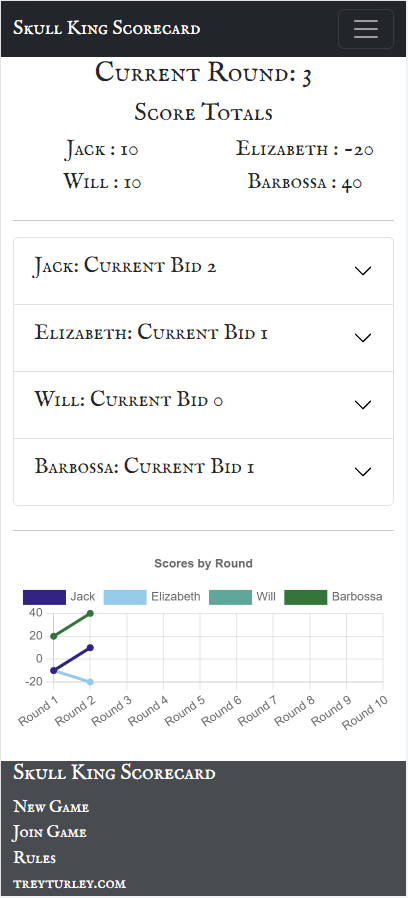 Skull King Scorecard
Current Round: 3
Score Totals
Jack : 10 Elizabeth : -20
Will : 10 Barbossa : 40
Jack: Current Bid 2
Elizabeth: Current Bid 1
Will: Current Bid 0
Barbossa: Current Bid 1
Scores by Round
Jack Elizabeth Will Barbossa
40
20
0
-20
Round 1 Round 2 Round 3 Round 4 Round 5 Round 6 Round 7 Round 8 Round 9 Round 10
Skull King Scorecard
New Game
Join Game
Rules
treyturley.com